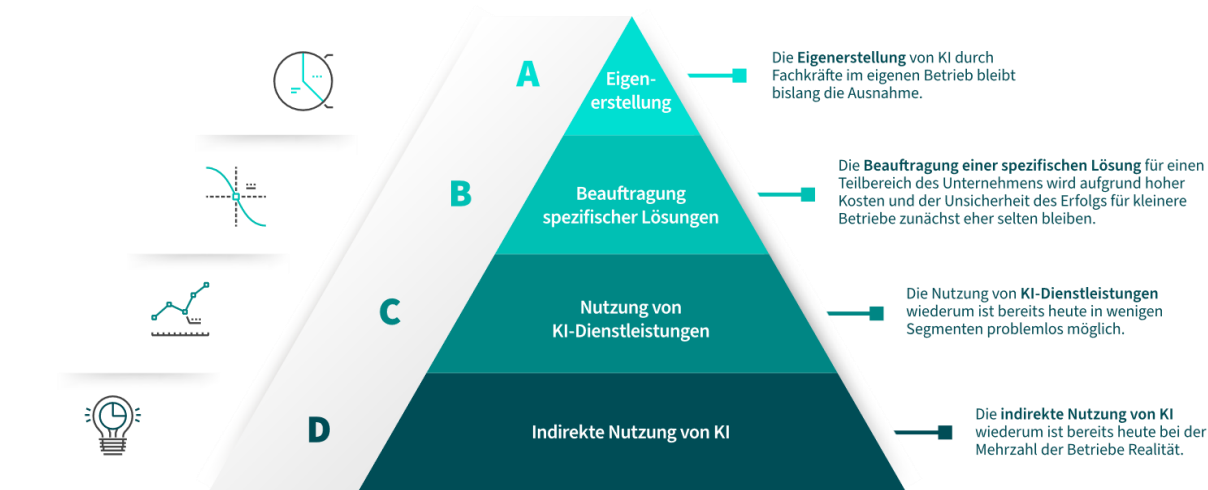 A
Eigen-
erstellung
Die Eigenerstellung von KI durch
Fachkräfte im eigenen Betrieb bleibt
bislang die Ausnahme.
B
Beauftragung
spezifischer Lösungen
Die Beauftragung einer spezifischen Lösung für einen
Teilbereich des Unternehmens wird aufgrund hoher
Kosten und der Unsicherheit des Erfolgs für kleinere
Betriebe zunächst eher selten bleiben.
C
Nutzung von
KI-Dienstleistungen
Die Nutzung von KI-Dienstleistungen
wiederum ist bereits heute in wenigen
Segmenten problemlos möglich.
D
Indirekte Nutzung von KI
Die indirekte Nutzung von KI
wiederum ist bereits heute bei der
Mehrzahl der Betriebe Realität.